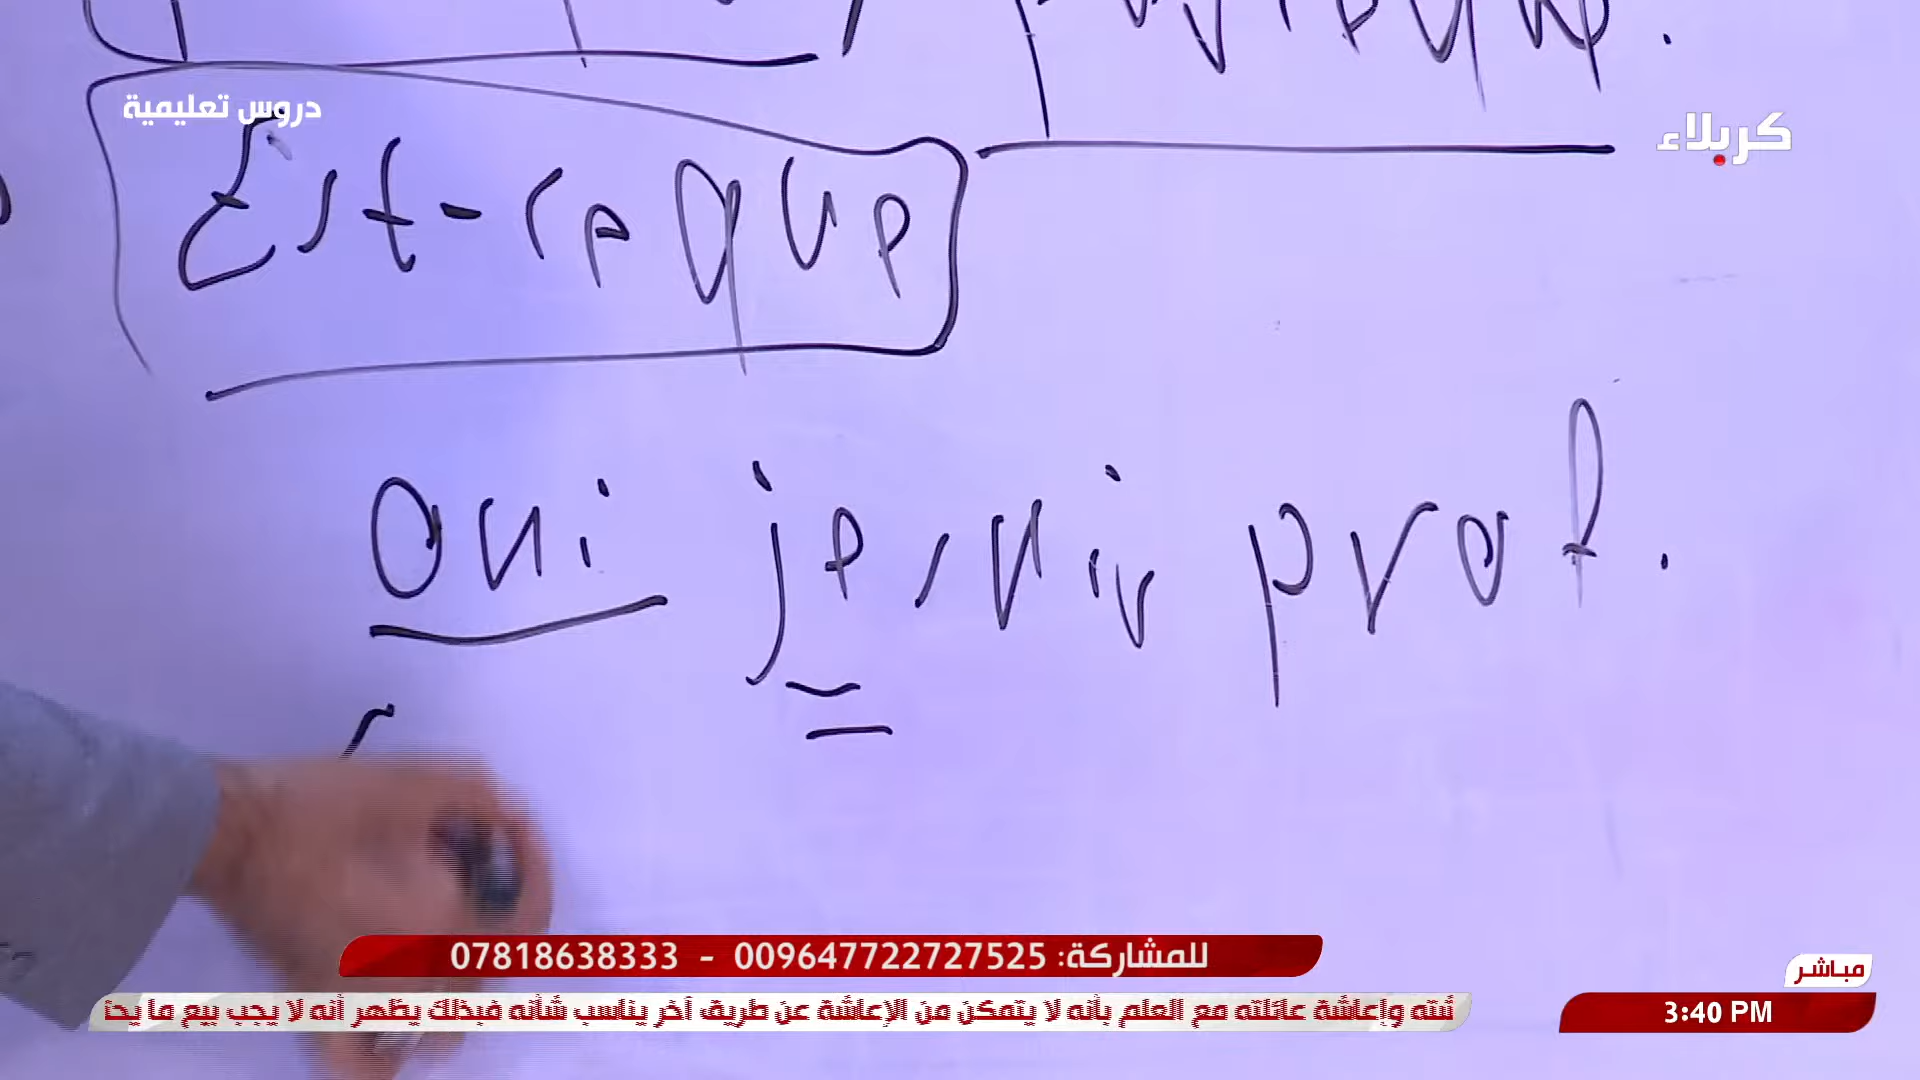 دروس تعليمية
كربلاء
Est-ce que
oui je suis prof.
للمشاركة: 009647722727525 - 07818638333
مباشر
ثنته وإعاشة عائلته مع العلم بأنه لا يتمكن من الإعاشة عن طريق آخر يناسب شأنه فبذلك يظهر أنه لا يجب بيع ما يحتا
3:40 PM